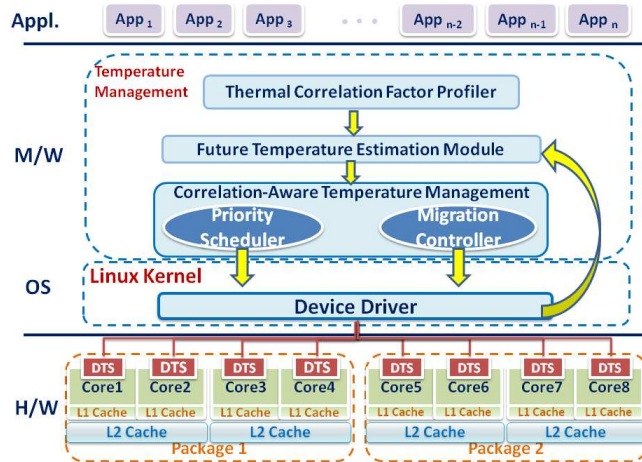 Appl.
App 1
App 2
App 3
App n-2
App n-1
App n
Temperature
Management
Thermal Correlation Factor Profiler
M/W
Future Temperature Estimation Module
Correlation-Aware Temperature Management
Priority
Scheduler
Migration
Controller
Linux Kernel
OS
Device Driver
DTS DTS DTS DTS DTS DTS DTS DTS
Core1 Core2 Core3 Core4 Core5 Core6 Core7 Core8
H/W
L1 Cache L1 Cache L1 Cache L1 Cache L1 Cache L1 Cache L1 Cache L1 Cache
L2 Cache L2 Cache L2 Cache L2 Cache
Package 1 Package 2